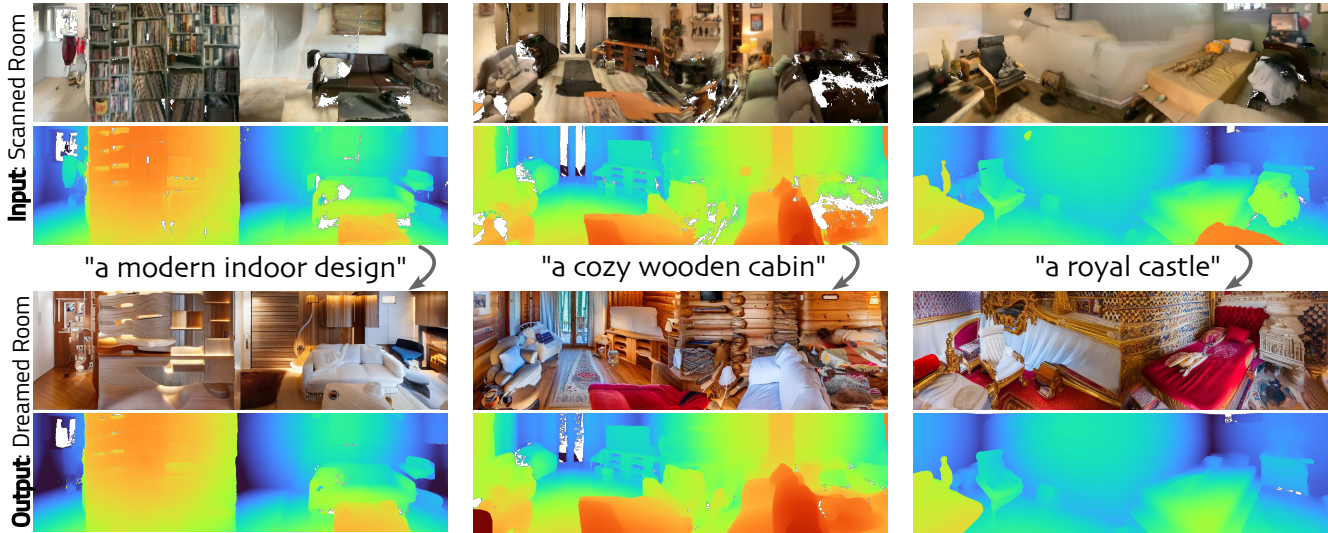 Input: Scanned Room
"a modern indoor design"
"a cozy wooden cabin"
"a royal castle"
Output: Dreamed Room